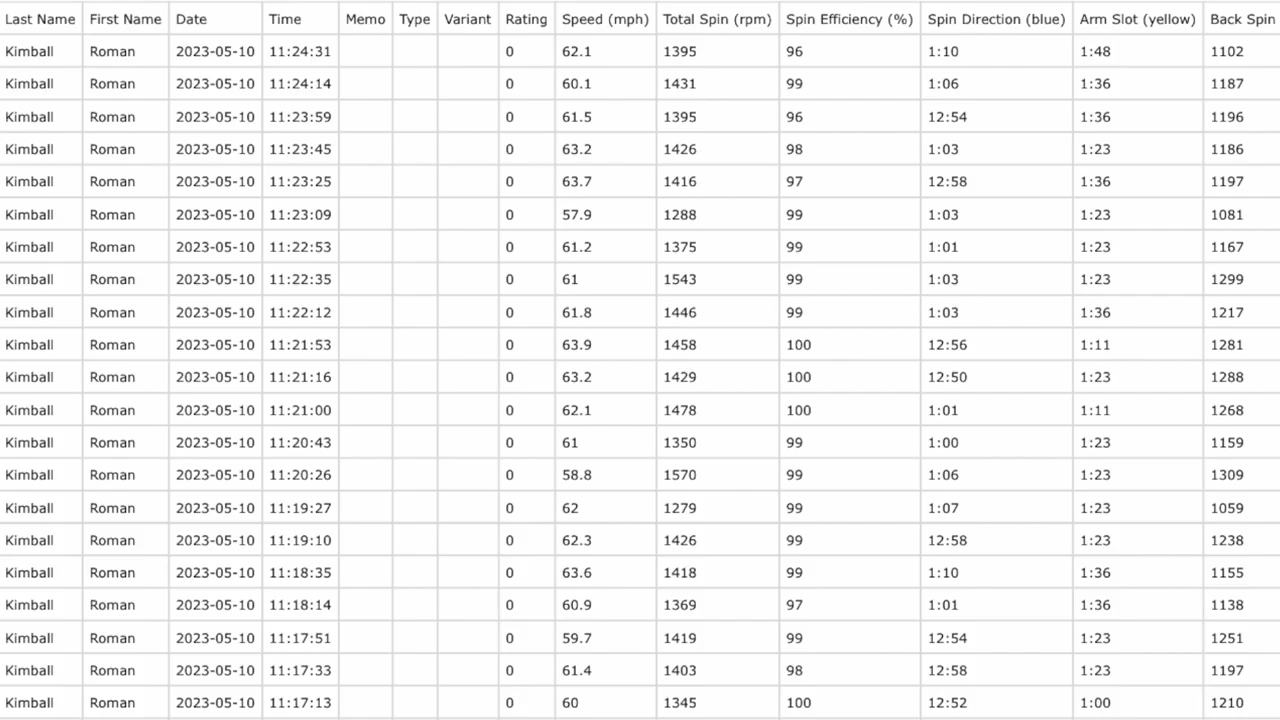 Last Name First Name Date Time Memo Type Variant Rating Speed (mph) Total Spin (rpm) Spin Efficiency (%) Spin Direction (blue) Arm Slot (yellow) Back Spin
Kimball Roman 2023-05-10 11:24:31 0 62.1 1395 96 1:10 1:48 1102
Kimball Roman 2023-05-10 11:24:14 0 60.1 1431 99 1:06 1:36 1187
Kimball Roman 2023-05-10 11:23:59 0 61.5 1395 96 12:54 1:36 1196
Kimball Roman 2023-05-10 11:23:45 0 63.2 1426 98 1:03 1:23 1186
Kimball Roman 2023-05-10 11:23:25 0 63.7 1416 97 12:58 1:36 1197
Kimball Roman 2023-05-10 11:23:09 0 57.9 1288 99 1:03 1:23 1081
Kimball Roman 2023-05-10 11:22:53 0 61.2 1375 99 1:01 1:23 1167
Kimball Roman 2023-05-10 11:22:35 0 61 1543 99 1:03 1:23 1299
Kimball Roman 2023-05-10 11:22:12 0 61.8 1446 99 1:03 1:36 1217
Kimball Roman 2023-05-10 11:21:53 0 63.9 1458 100 12:56 1:11 1281
Kimball Roman 2023-05-10 11:21:16 0 63.2 1429 100 12:50 1:23 1288
Kimball Roman 2023-05-10 11:21:00 0 62.1 1478 100 1:01 1:11 1268
Kimball Roman 2023-05-10 11:20:43 0 61 1350 99 1:00 1:23 1159
Kimball Roman 2023-05-10 11:20:26 0 58.8 1570 99 1:06 1:23 1309
Kimball Roman 2023-05-10 11:19:27 0 62 1279 99 1:07 1:23 1059
Kimball Roman 2023-05-10 11:19:10 0 62.3 1426 99 12:58 1:23 1238
Kimball Roman 2023-05-10 11:18:35 0 63.6 1418 99 1:10 1:36 1155
Kimball Roman 2023-05-10 11:18:14 0 60.9 1369 97 1:01 1:36 1138
Kimball Roman 2023-05-10 11:17:51 0 59.7 1419 99 12:54 1:23 1251
Kimball Roman 2023-05-10 11:17:33 0 61.4 1403 98 12:58 1:23 1197
Kimball Roman 2023-05-10 11:17:13 0 60 1345 100 12:52 1:00 1210